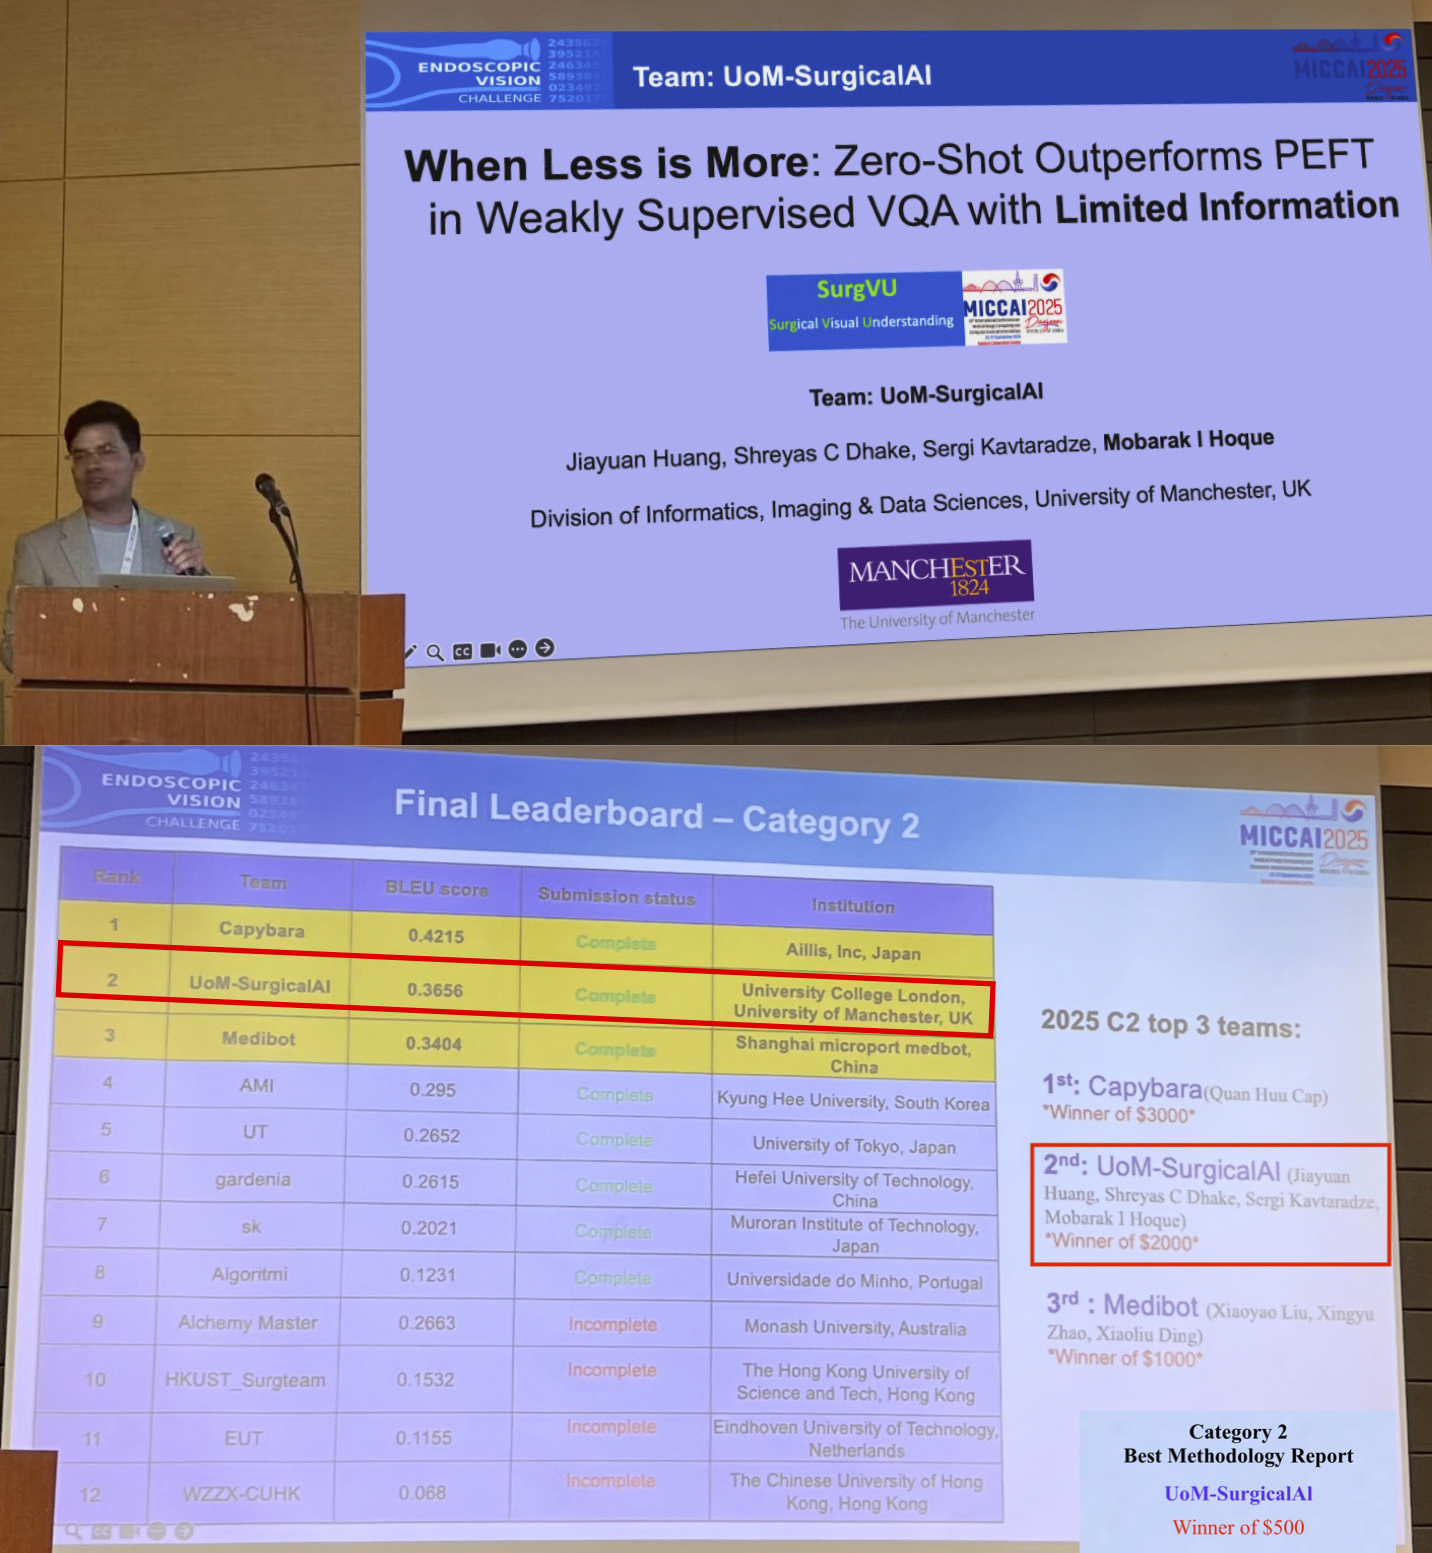 ENDOSCOPIC
VISION
CHALLENGE
Team: UoM-SurgicalAI
MICCAI2025
When Less is More: Zero-Shot Outperforms PEFT
in Weakly Supervised VQA with Limited Information
SurgVU
Surgical Visual Understanding
MICCAI2025
Team: UoM-SurgicalAI
Jiayuan Huang, Shreyas C Dhake, Sergi Kavtaradze, Mobarak I Hoque
Division of Informatics, Imaging & Data Sciences, University of Manchester, UK
MANCHESTER
1824
The University of Manchester
CC
ENDOSCOPIC
VISION
CHALLENGE
Final Leaderboard – Category 2
MICCAI2025
Rank Team BLEU score Submission status Institution
1 Capybara 0.4215 Complete Aillis, Inc, Japan
2 UoM-SurgicalAI 0.3656 Complete University College London,
University of Manchester, UK
3 Medibot 0.3404 Complete Shanghai microport medbot,
China
4 AMI 0.295 Complete Kyung Hee University, South Korea
5 UT 0.2652 Complete University of Tokyo, Japan
6 gardenia 0.2615 Complete Hefei University of Technology,
China
7 sk 0.2021 Complete Muroran Institute of Technology,
Japan
8 Algoritmi 0.1231 Complete Universidade do Minho, Portugal
9 Alchemy Master 0.2663 Incomplete Monash University, Australia
10 HKUST_Surgteam 0.1532 Incomplete The Hong Kong University of
Science and Tech, Hong Kong
11 EUT 0.1155 Incomplete Eindhoven University of Technology,
Netherlands
12 WZZX-CUHK 0.068 Incomplete The Chinese University of Hong
Kong, Hong Kong
2025 C2 top 3 teams:
1st: Capybara(Quan Huu Cap)
*Winner of $3000*
2nd: UoM-SurgicalAI (Jiayuan
Huang, Shreyas C Dhake, Sergi Kavtaradze,
Mobarak I Hoque)
*Winner of $2000*
3rd : Medibot (Xiaoyao Liu, Xingyu
Zhao, Xiaoliu Ding)
*Winner of $1000*
Category 2
Best Methodology Report
UoM-SurgicalAI
Winner of $500